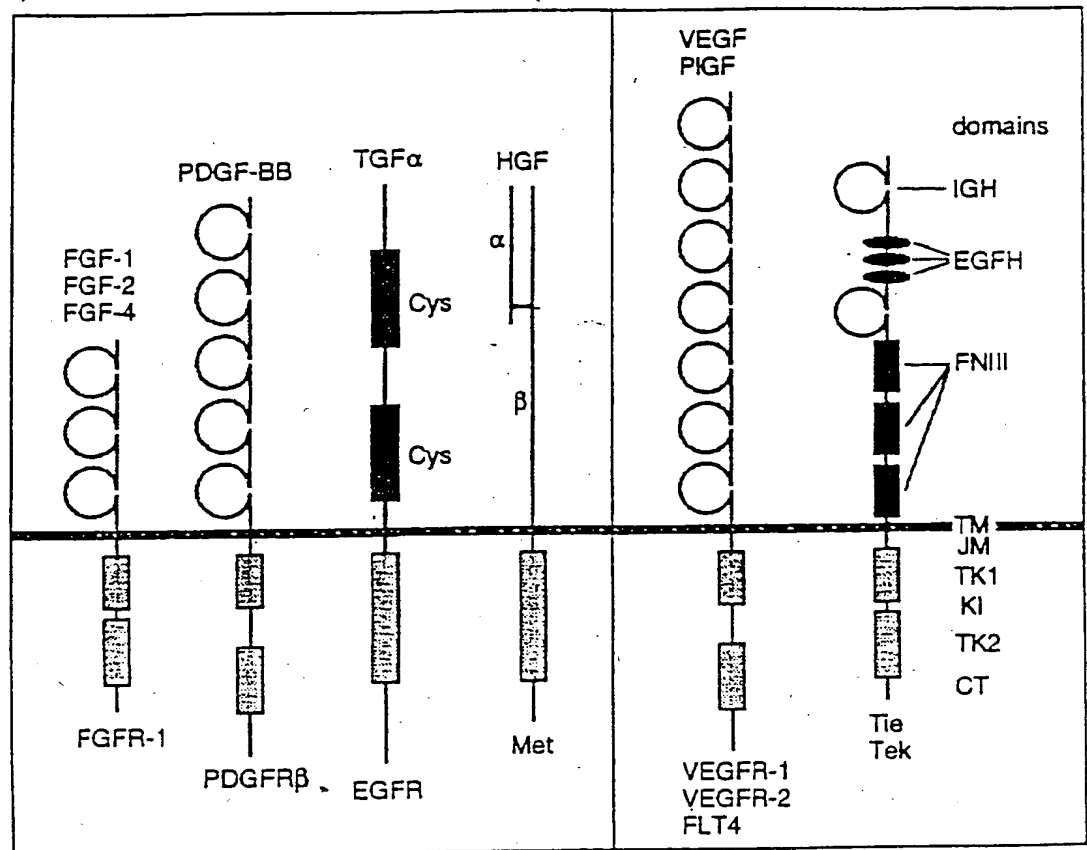 FGF-1
FGF-2
FGF-4
FGFR-1
PDGF-BB
PDGFRβ
TGFα
Cys
Cys
EGFR
HGF
α
β
Met
VEGF
PlGF
VEGFR-1
VEGFR-2
FLT4
domains
IGH
EGFH
FNIII
TM
JM
TK1
KI
TK2
CT
Tie
Tek